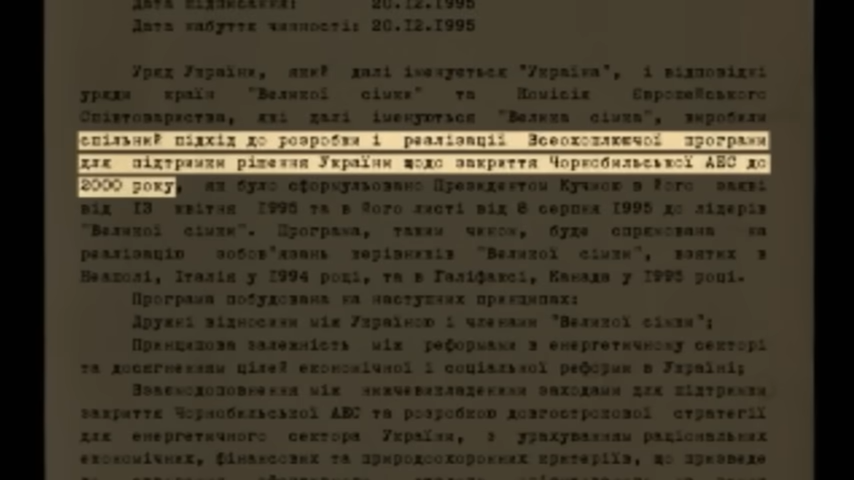 Дата підписання: 20.12.1995
Дата набуття чинності: 20.12.1995
Уряд України, який далі іменується "Україна", і відповідні
уряди країн "Великої сімки" та Комісія Європейського
Співтовариства, які далі іменуються "Велика сімка", виробили
спільний підхід до розробки і реалізації Всеохоплюючої програми
для підтримки рішення України щодо закриття Чорнобильської АЕС до
2000 року, як було сформульовано Президентом Кучмою в його заяві
від 13 квітня 1995 та в його листі від 8 серпня 1995 до лідерів
"Великої сімки". Програма, таким чином, буде спрямована на
реалізацію зобов'язань керівників "Великої сімки", взятих в
Неаполі, Італія у 1994 році, та в Галіфаксі, Канада у 1995 році.
Програма побудована на наступних принципах:
Дружні відносини між Україною і членами "Великої сімки";
Принципова залежність між реформами в енергетичному секторі
та досягненням цілей економічної і соціальної реформи в Україні;
Взаємодоповнення між нижчевикладеними заходами для підтримки
закриття Чорнобильської АЕС та розробкою довгострокової стратегії
для енергетичного сектора України, з урахуванням раціональних
економічних, фінансових та природоохоронних критеріїв, що призведе